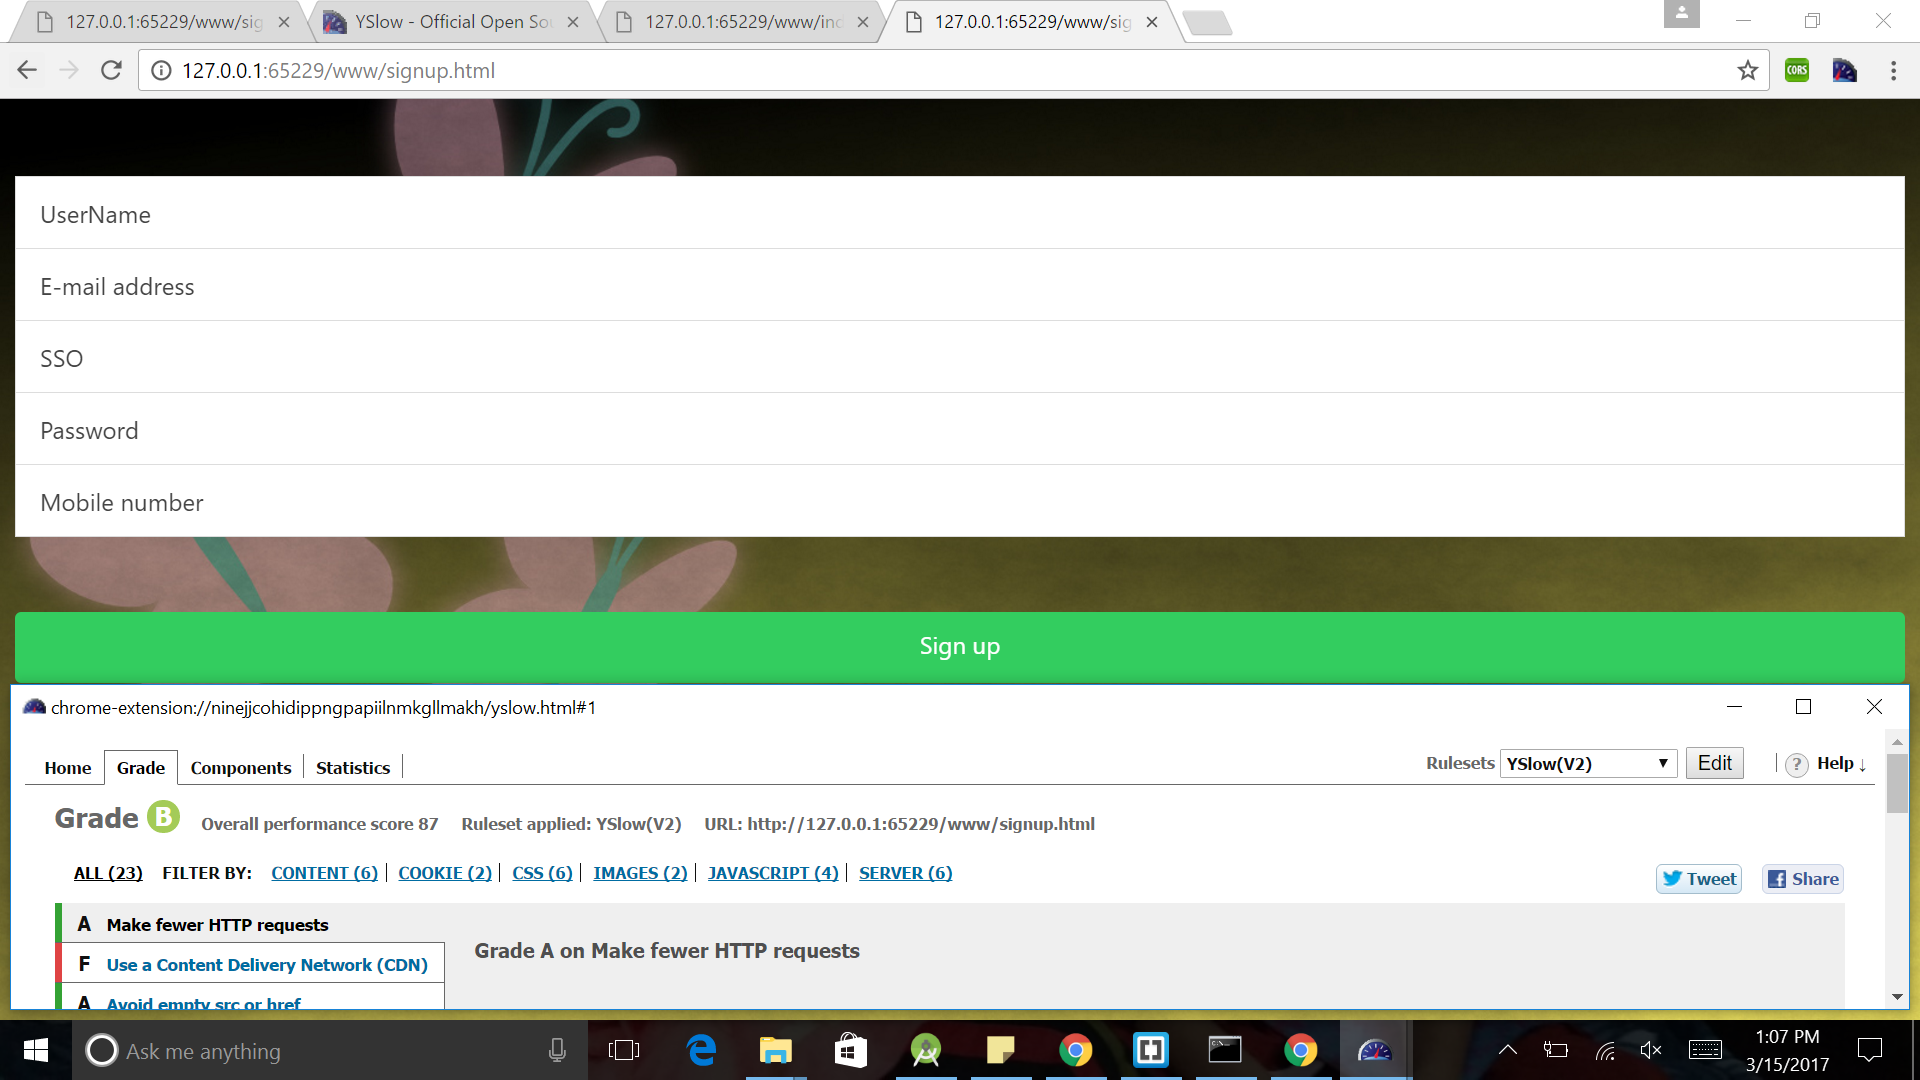 127.0.0.1:65229/www/sig
YSlow - Official Open Sou
127.0.0.1:65229/www/ind
127.0.0.1:65229/www/sig
127.0.0.1:65229/www/signup.html
CORS
UserName
E-mail address
SSO
Password
Mobile number
Sign up
chrome-extension://ninejjcohidippngpapiilnmkgllmakh/yslow.html#1
Home Grade Components Statistics Rulesets YSlow(V2) Edit ? Help ↓
Grade B Overall performance score 87 Ruleset applied: YSlow(V2) URL: http://127.0.0.1:65229/www/signup.html
ALL (23) FILTER BY: CONTENT (6) COOKIE (2) CSS (6) IMAGES (2) JAVASCRIPT (4) SERVER (6)
Tweet Share
A Make fewer HTTP requests
Grade A on Make fewer HTTP requests
F Use a Content Delivery Network (CDN)
A Avoid empty src or href
Ask me anything
1:07 PM
3/15/2017